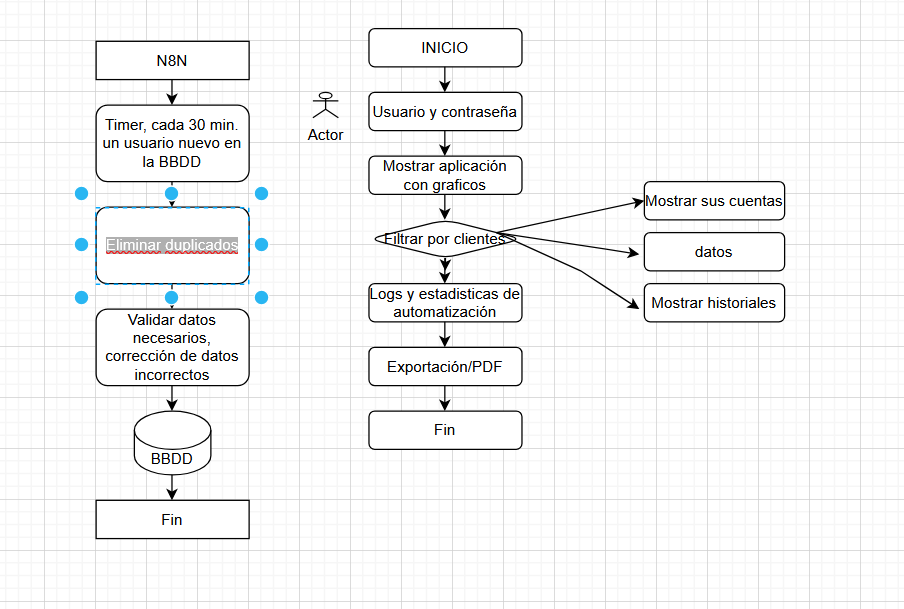 N8N
Timer, cada 30 min.
un usuario nuevo en
la BBDD
Eliminar duplicados
Validar datos
necesarios,
corrección de datos
incorrectos
BBDD
Fin
Actor
INICIO
Usuario y contraseña
Mostrar aplicación
con graficos
Filtrar por clientes
Logs y estadisticas de
automatización
Exportación/PDF
Fin
Mostrar sus cuentas
datos
Mostrar historiales